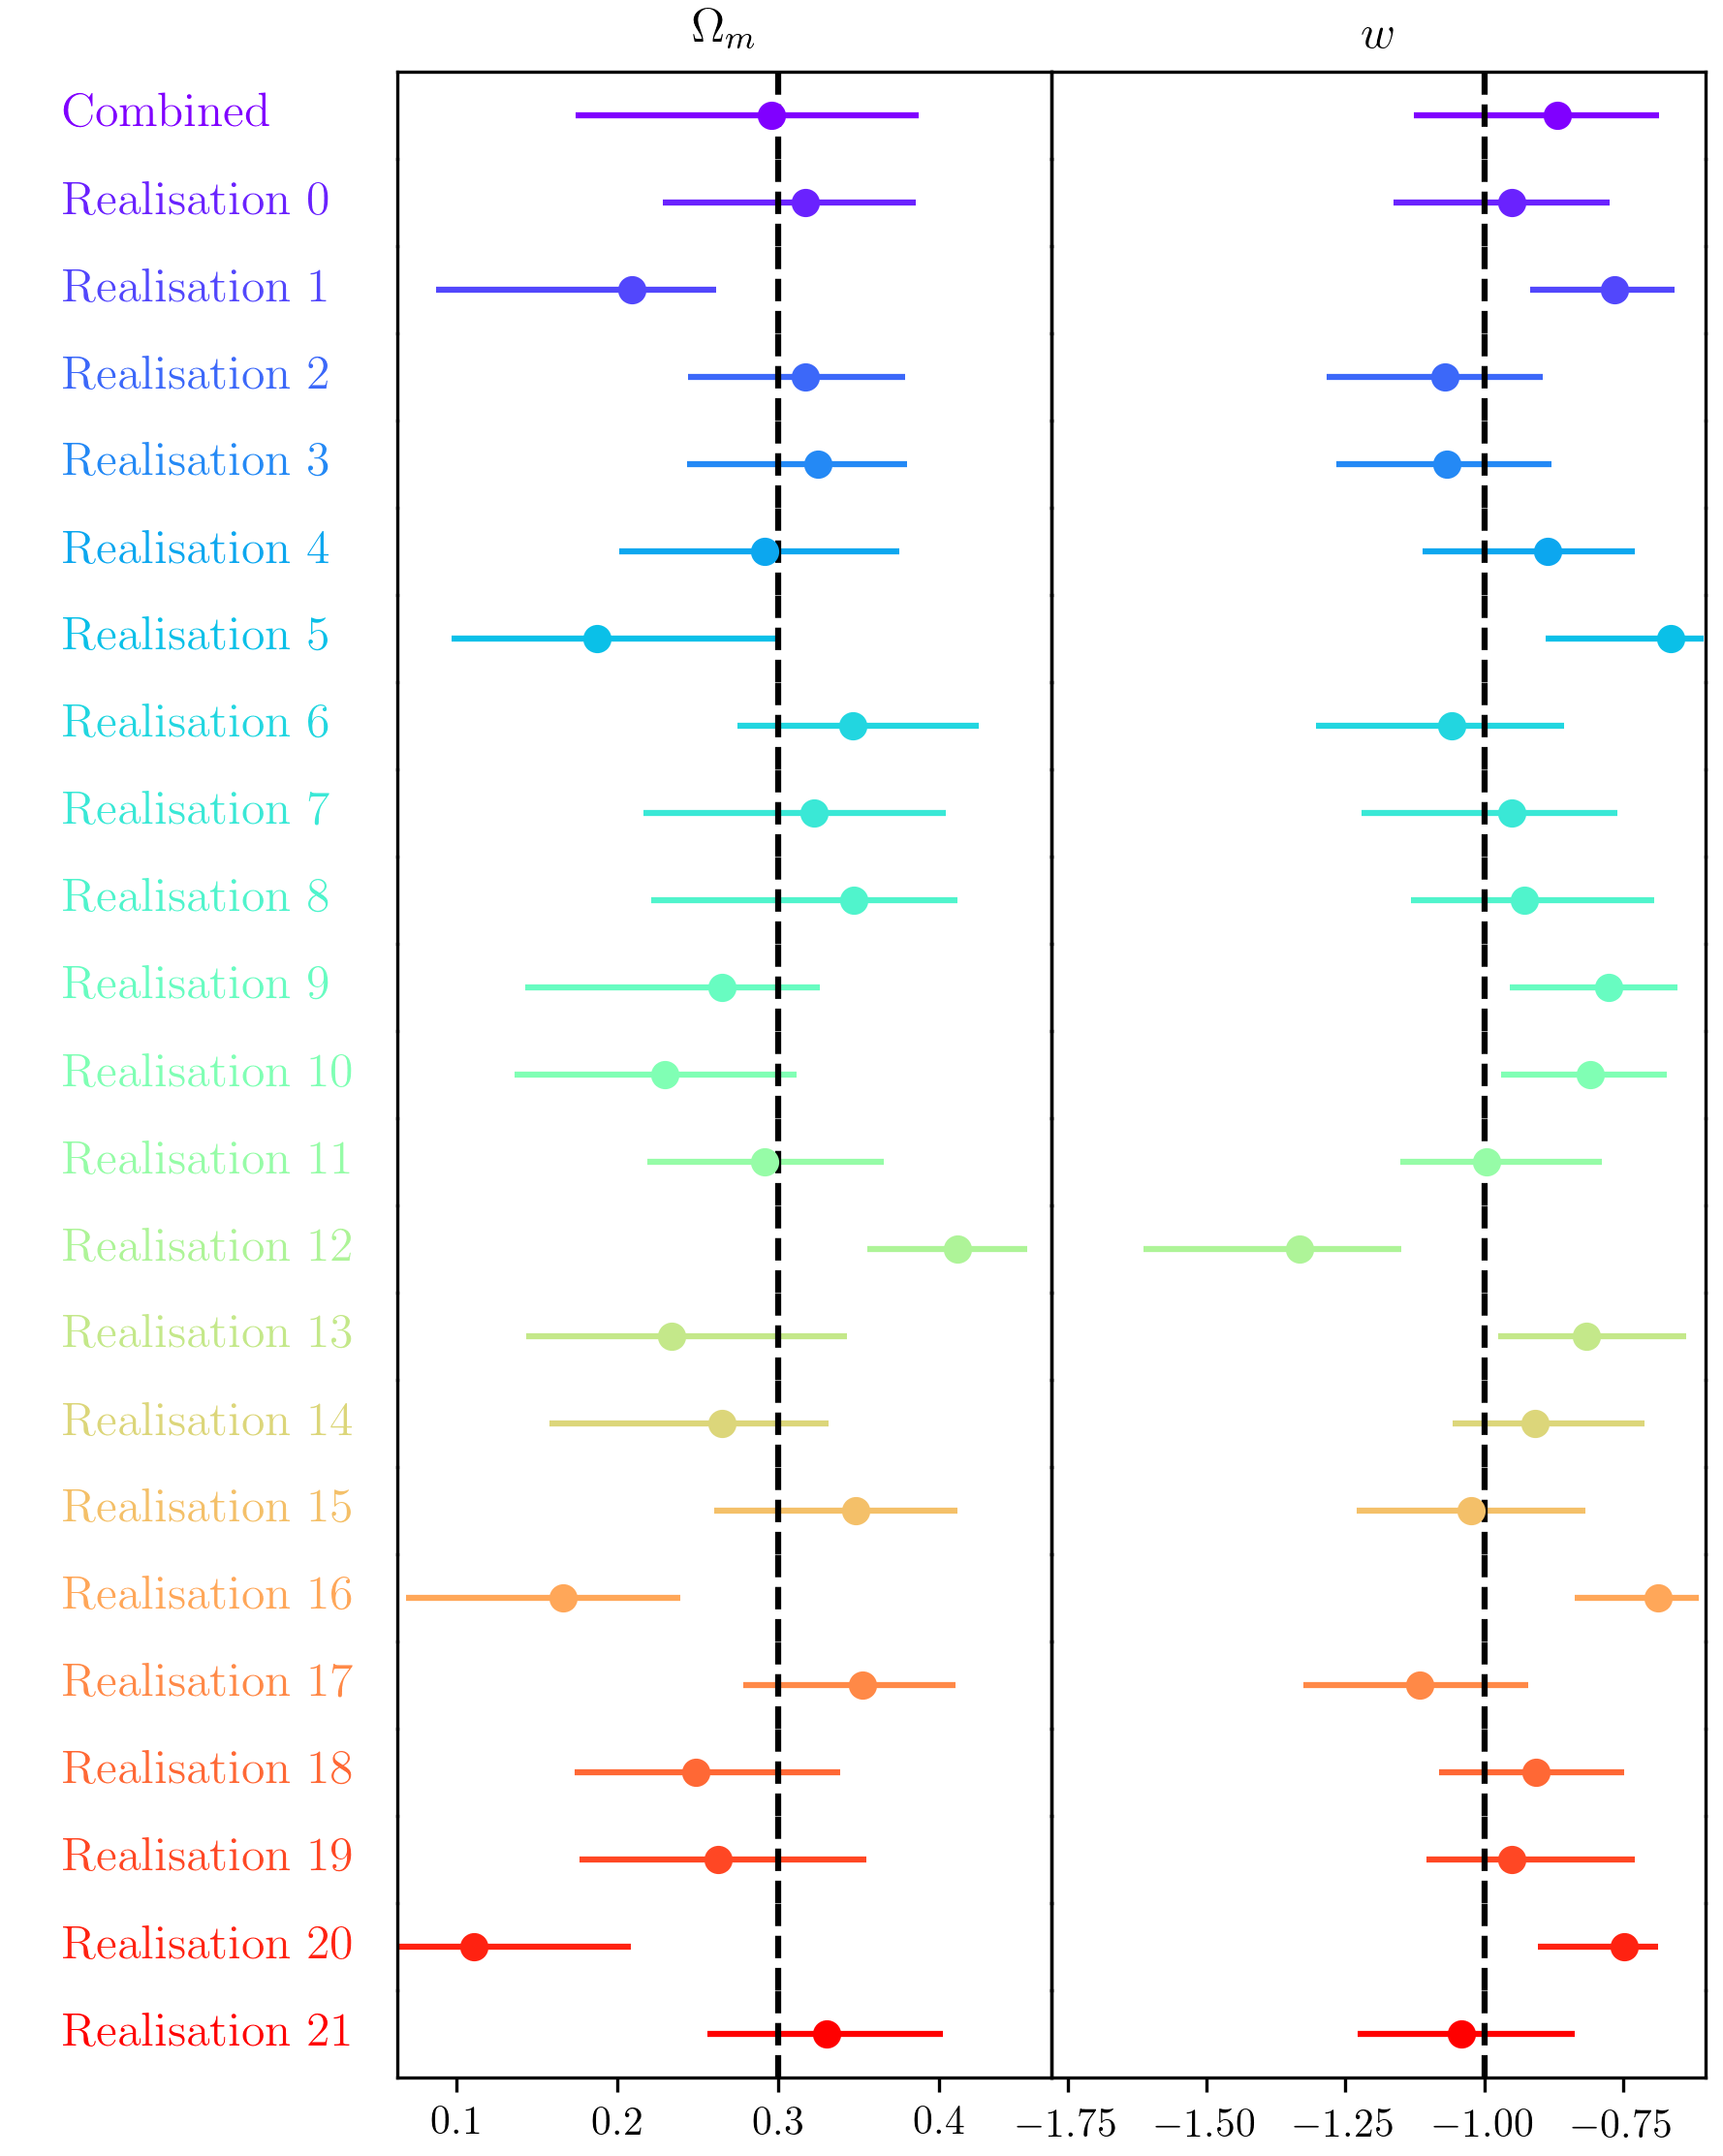 Ωm w
Combined
Realisation 0
Realisation 1
Realisation 2
Realisation 3
Realisation 4
Realisation 5
Realisation 6
Realisation 7
Realisation 8
Realisation 9
Realisation 10
Realisation 11
Realisation 12
Realisation 13
Realisation 14
Realisation 15
Realisation 16
Realisation 17
Realisation 18
Realisation 19
Realisation 20
Realisation 21
0.1 0.2 0.3 0.4 −1.75 −1.50 −1.25 −1.00 −0.75